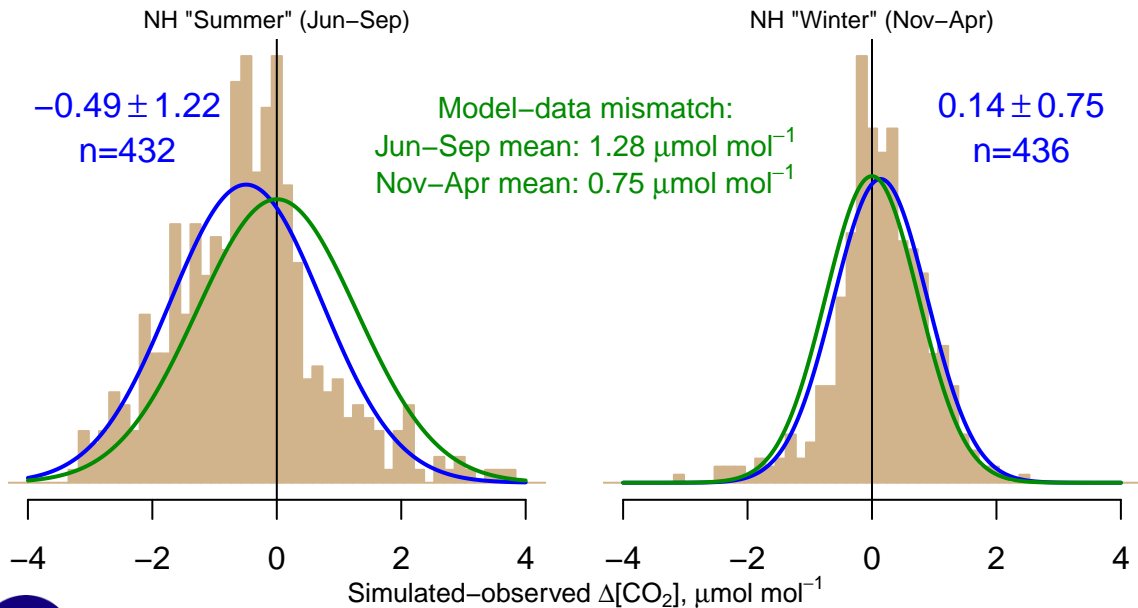 NH "Summer" (Jun−Sep)
−0.49 ± 1.22
n=432
Model−data mismatch:
Jun−Sep mean: 1.28 μmol mol⁻¹
Nov−Apr mean: 0.75 μmol mol⁻¹
NH "Winter" (Nov−Apr)
0.14 ± 0.75
n=436
−4 −2 0 2 4
−4 −2 0 2 4
Simulated−observed Δ[CO₂], μmol mol⁻¹